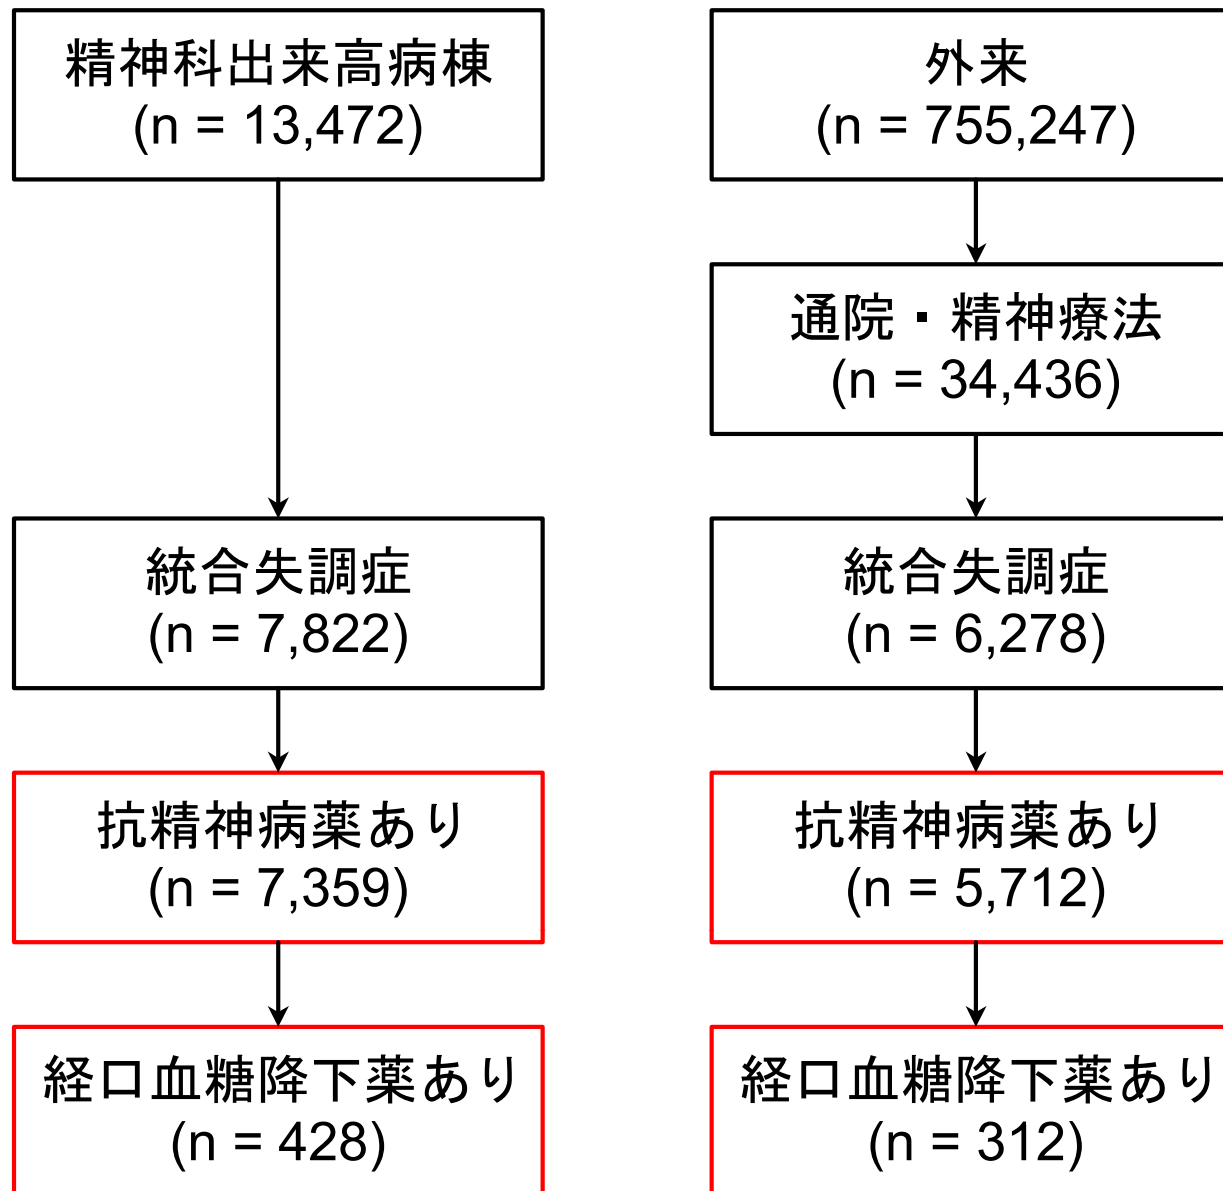 精神科出来高病棟
(n = 13,472)
統合失調症
(n = 7,822)
抗精神病薬あり
(n = 7,359)
経口血糖降下薬あり
(n = 428)
外来
(n = 755,247)
通院・精神療法
(n = 34,436)
統合失調症
(n = 6,278)
抗精神病薬あり
(n = 5,712)
経口血糖降下薬あり
(n = 312)